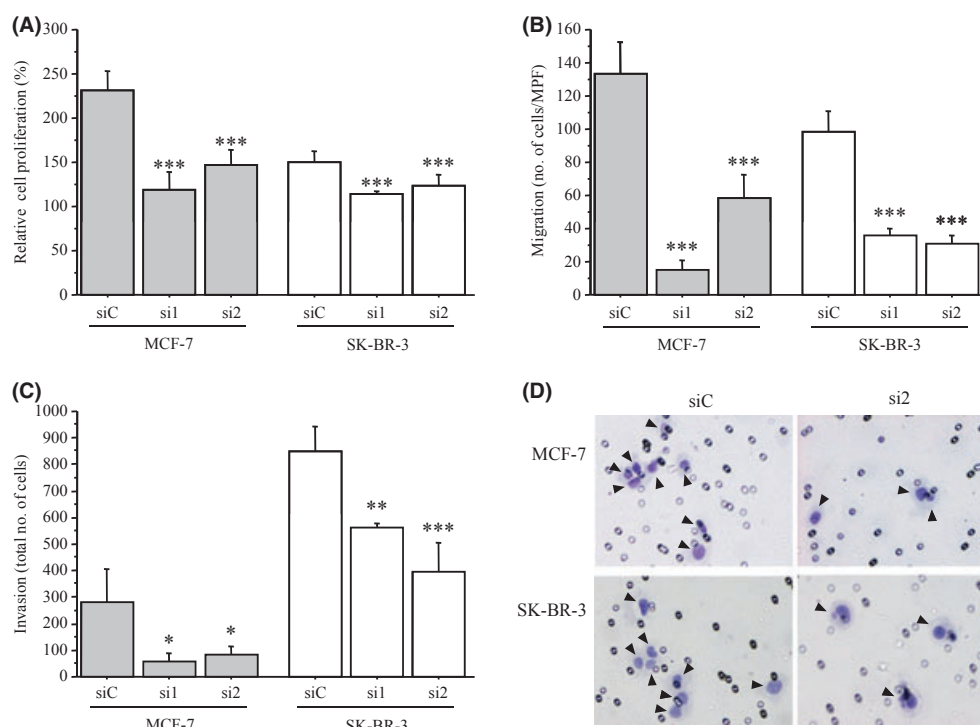 (A)
Relative cell proliferation (%)
300
250
200
150
100
50
0
***
***
***
***
siC si1 si2 siC si1 si2
MCF-7 SK-BR-3
(B)
Migration (no. of cells/MPF)
160
140
120
100
80
60
40
20
0
***
***
***
***
siC si1 si2 siC si1 si2
MCF-7 SK-BR-3
(C)
Invasion (total no. of cells)
1000
900
800
700
600
500
400
300
200
100
0
*
*
**
***
siC si1 si2 siC si1 si2
MCF-7 SK-BR-3
(D)
siC si2
MCF-7
SK-BR-3